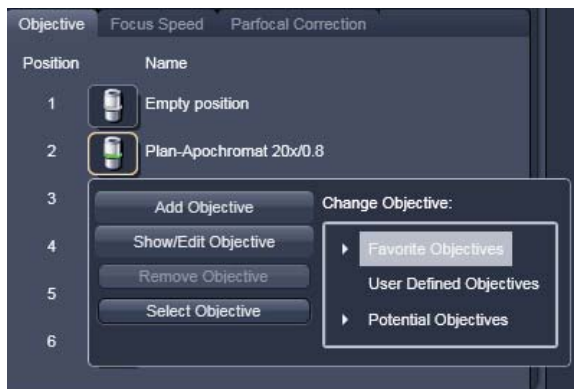 Objective Focus Speed Parfocal Correction
Position Name
1 Empty position
2 Plan-Apochromat 20x/0.8
3
4
5
6
Add Objective
Show/Edit Objective
Remove Objective
Select Objective
Change Objective:
Favorite Objectives
User Defined Objectives
Potential Objectives